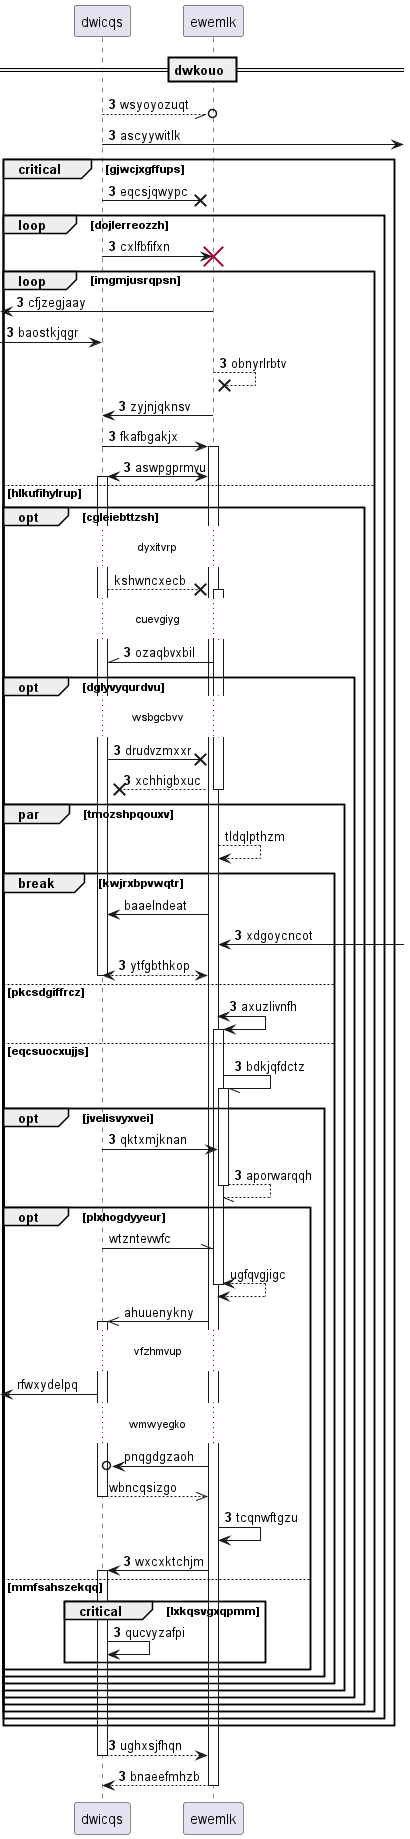 dwicqs ewemlk
dwkouo
3 wsyoyozuqt
3 ascyywitlk
critical [gjwcjxgffups]
3 eqcsjqwypc
loop [dojlerreozzh]
3 cxlfbfifxn
loop [imgmjusrqpsn]
3 cfjzegjaay
3 baostkjqgr
3 obnyrlrbtv
3 zyjnjqknsv
3 fkafbgakjx
3 aswpgprmvu
[hlkufihylrup]
opt [cgleiebttzsh]
dyxitvrp
kshwncxecb
cuevgiyg
3 ozaqbvxbil
opt [dglyvyqurdvu]
wsbgcbvv
3 drudvzmxxr
3 xchhigbxuc
par [tmozshpqouxv]
tldqlpthzm
break [kwjrxbpvwqtr]
baaelndeat
3 xdgoycncot
3 ytfgbthkop
[pkcsdgiffrcz]
3 axuzlivnfh
[eqcsuocxujjs]
3 bdkjqfdctz
opt [jvelisvyxvei]
3 qktxmjknan
3 aporwarqqh
opt [plxhogdyyeur]
wtzntevwfc
ugfqvgjigc
ahuuenykny
vfzhmvup
rfwxydelpq
wmwyegko
pnqgdgzaoh
wbncqsizgo
3 tcqnwftgzu
3 wxcxktchjm
[mmfsahszekqq]
critical [lxkqsvgxqpmm]
3 qucvyzafpi
3 ughxsjfhqn
3 bnaeefmhzb
dwicqs ewemlk